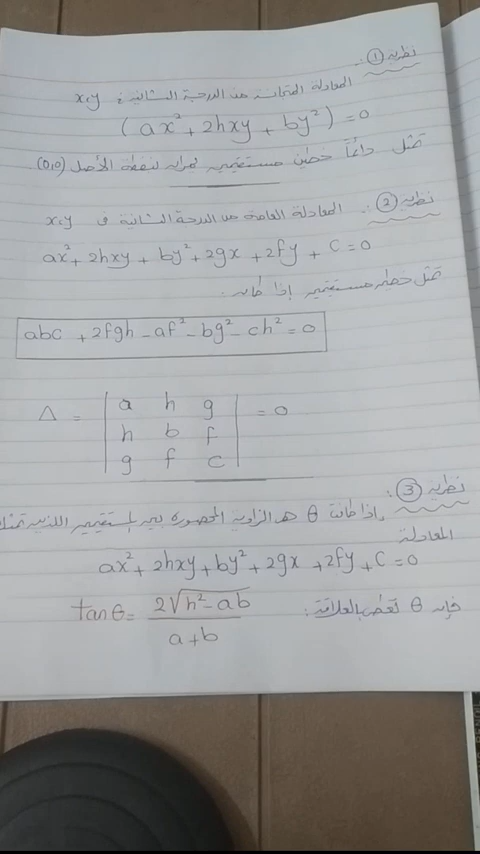 نظرية ① :
المعادلة المتجانسة من الدرجة الثانية في x,y
(ax² + 2hxy + by²) = 0
تمثل دائماً خطين مستقيمين يمران بنقطة الأصل (0,0)
نظرية ② : المعادلة العامة من الدرجة الثانية في x,y
ax² + 2hxy + by² + 2gx + 2fy + C = 0
تمثل خطين مستقيمين إذا كان :
abc + 2fgh - af² - bg² - ch² = 0
Δ = | a h g | = 0
| h b f |
| g f c |
نظرية ③ :
إذا كانت θ هي الزاوية المحصورة بين المستقيمين اللذين تمثلهما
المعادلة
ax² + 2hxy + by² + 2gx + 2fy + C = 0
فإن θ تعطى بالعلاقة : tanθ = 2√(h² - ab) / (a + b)